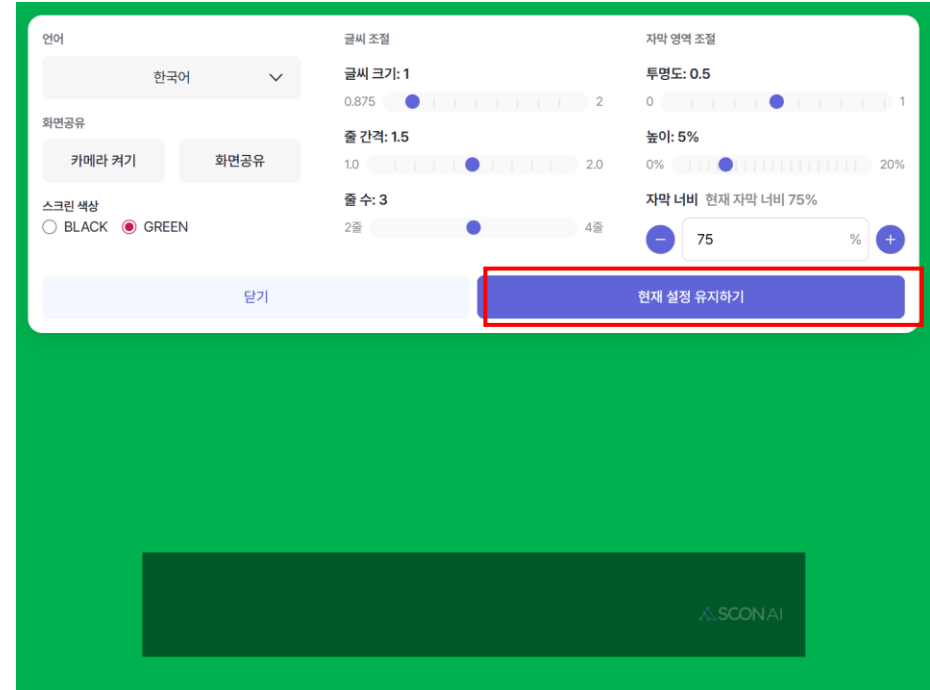 언어
한국어
화면공유
카메라 켜기 화면공유
스크린 색상
BLACK GREEN
글씨 조절
글씨 크기: 1
0.875 2
줄 간격: 1.5
1.0 2.0
줄 수: 3
2줄 4줄
자막 영역 조절
투명도: 0.5
0 1
높이: 5%
0% 20%
자막 너비 현재 자막 너비 75%
− 75 % +
닫기
현재 설정 유지하기
SCON AI